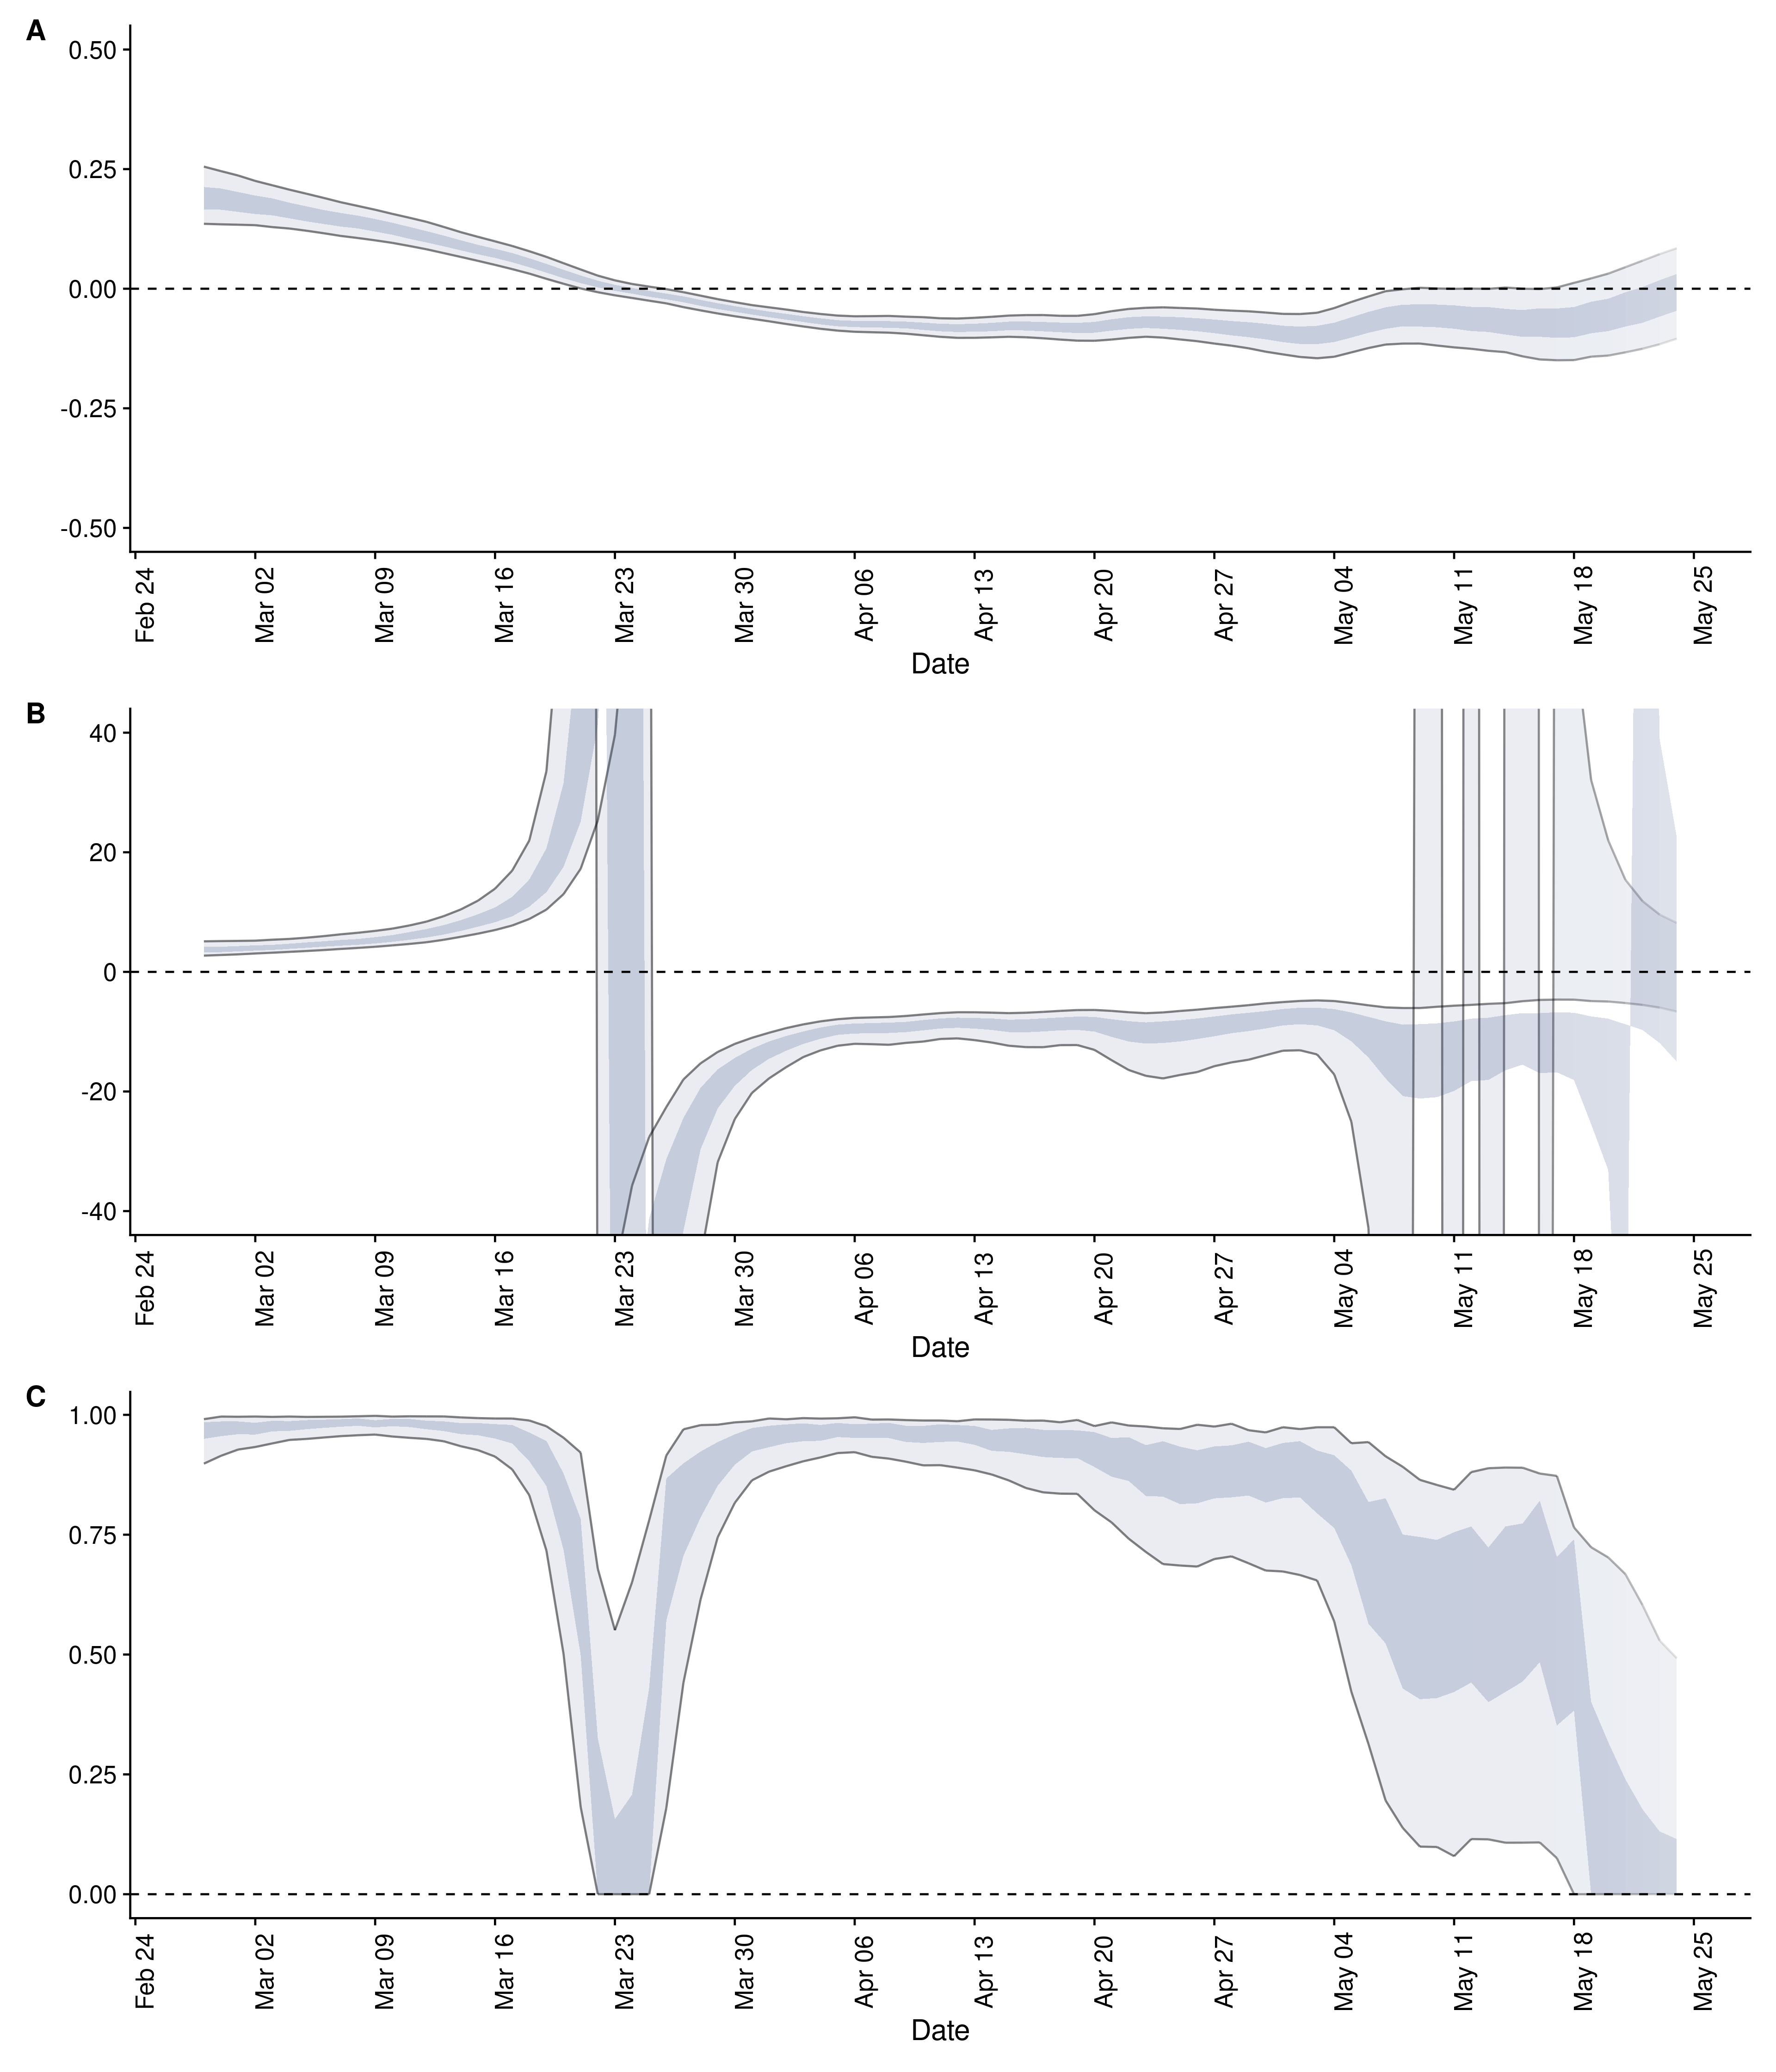 A
0.50
0.25
0.00
-0.25
-0.50
Feb 24
Mar 02
Mar 09
Mar 16
Mar 23
Mar 30
Apr 06
Apr 13
Apr 20
Apr 27
May 04
May 11
May 18
May 25
Date
B
40
20
0
-20
-40
Feb 24
Mar 02
Mar 09
Mar 16
Mar 23
Mar 30
Apr 06
Apr 13
Apr 20
Apr 27
May 04
May 11
May 18
May 25
Date
C
1.00
0.75
0.50
0.25
0.00
Feb 24
Mar 02
Mar 09
Mar 16
Mar 23
Mar 30
Apr 06
Apr 13
Apr 20
Apr 27
May 04
May 11
May 18
May 25
Date